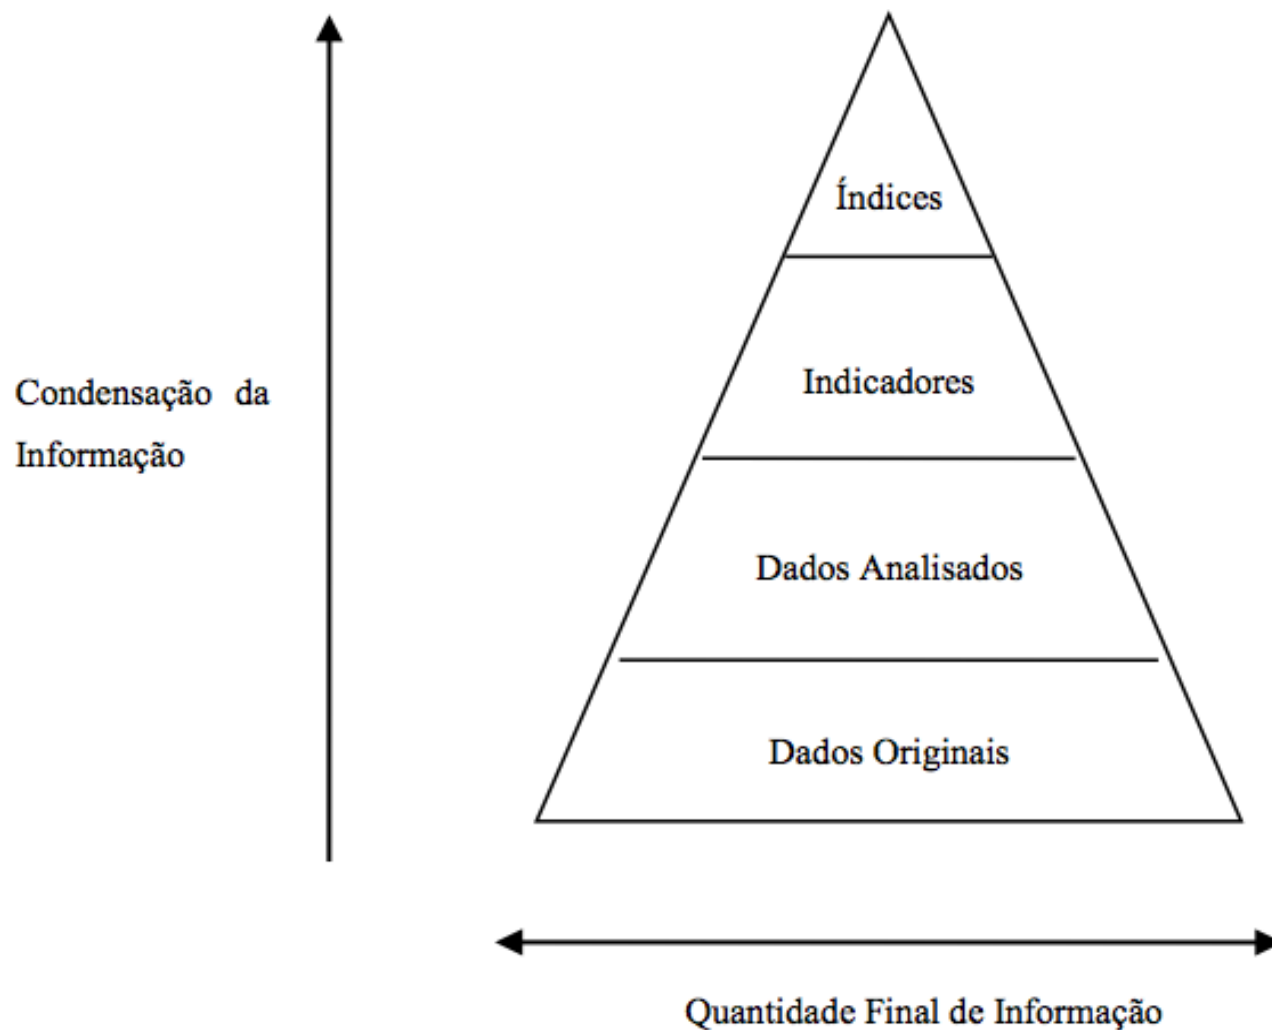 Índices
Indicadores
Condensação da
Informação
Dados Analisados
Dados Originais
Quantidade Final de Informação